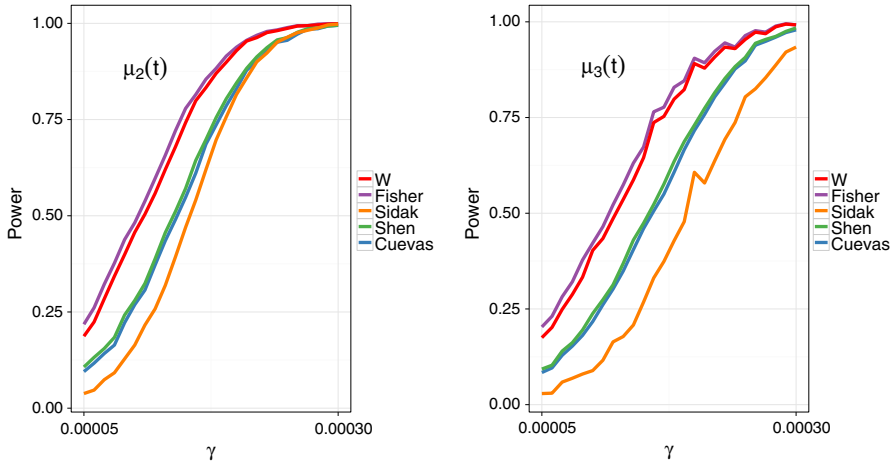 μ2(t)
Power
1.00
0.75
0.50
0.25
0.00
0.00005
0.00030
γ
W
Fisher
Sidak
Shen
Cuevas
μ3(t)
Power
1.00
0.75
0.50
0.25
0.00
0.00005
0.00030
γ
W
Fisher
Sidak
Shen
Cuevas